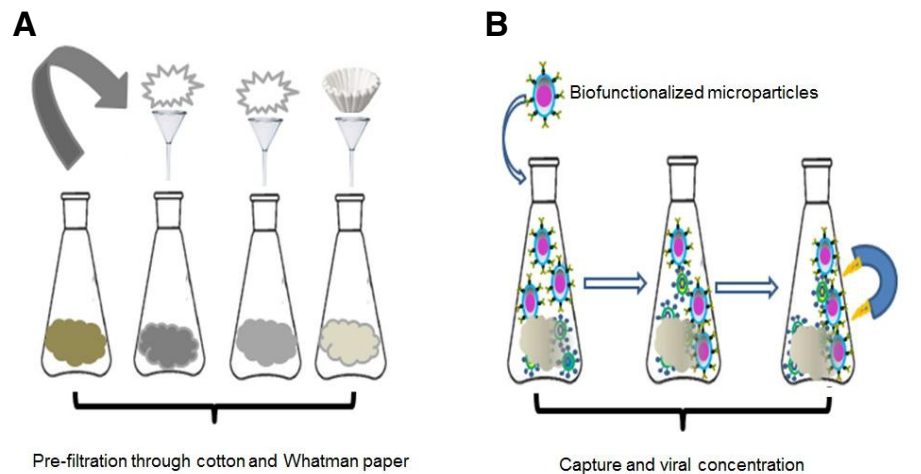 A
B
Biofunctionalized microparticles
Pre-filtration through cotton and Whatman paper
Capture and viral concentration